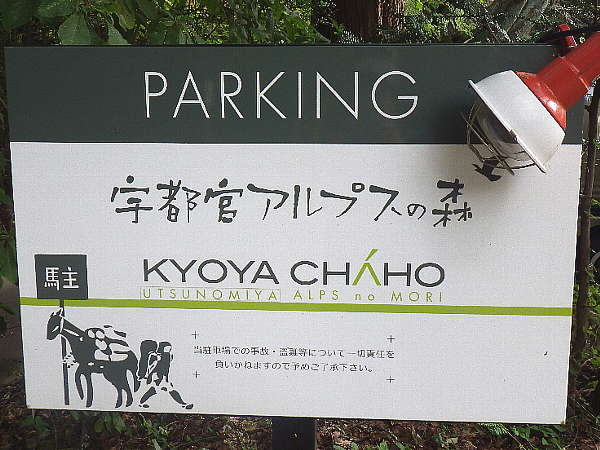 PARKING
宇都宮アルプスの森
KYOYA CHAHO
UTSUNOMIYA ALPS no MORI
駐
当駐車場での事故・盗難等について一切責任を
負いかねますので予めご了承下さい。